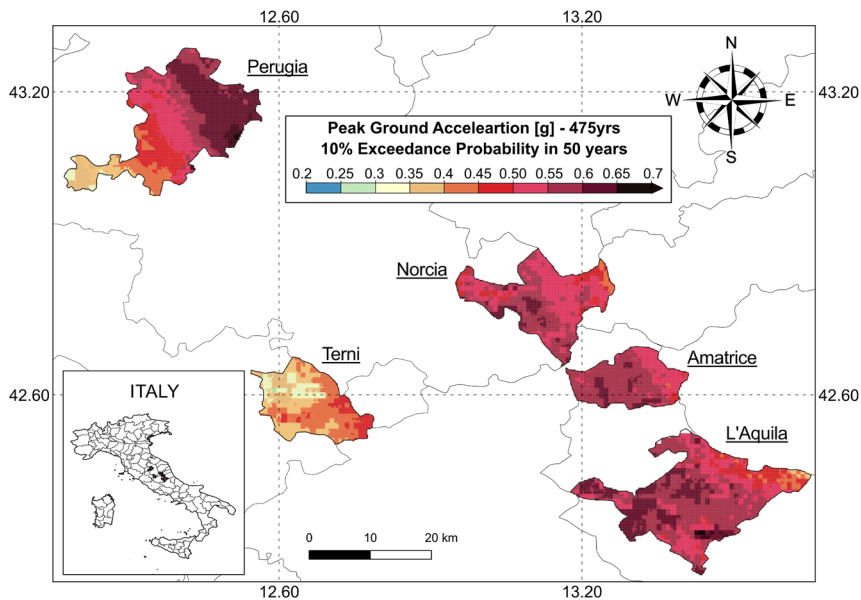 12.60 13.20
43.20 43.20
Perugia
N
W E
S
Peak Ground Acceleartion [g] - 475yrs
10% Exceedance Probability in 50 years
0.2 0.25 0.3 0.35 0.4 0.45 0.5 0.55 0.6 0.65 0.7
Norcia
Terni
Amatrice
ITALY
42.60 42.60
L'Aquila
0 10 20 km
12.60 13.20